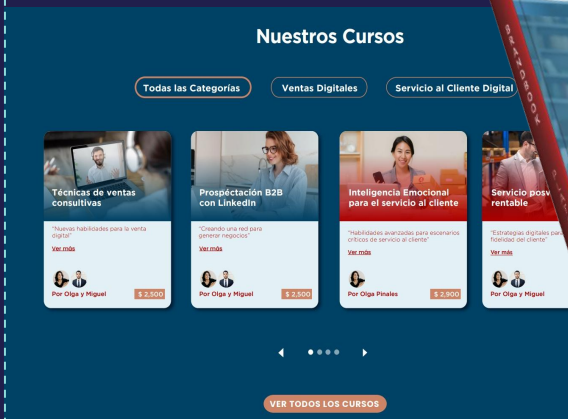 Nuestros Cursos
BRANDBOOK
Todas las Categorías
Ventas Digitales
Servicio al Cliente Digital
Técnicas de ventas
consultivas
"Nuevas habilidades para la venta
digital"
Ver más
Por Olga y Miguel
$ 2,500
Prospéctación B2B
con LinkedIn
"Creando una red para
generar negocios"
Ver más
Por Olga y Miguel
$ 2,500
Inteligencia Emocional
para el servicio al cliente
"Habilidades avanzadas para escenarios
críticos de servicio al cliente"
Ver más
Por Olga Pinales
$ 2,900
Servicio posv
rentable
"Estrategias digitales para
fidelidad del cliente"
Ver más
Por Olga y Miguel
VER TODOS LOS CURSOS